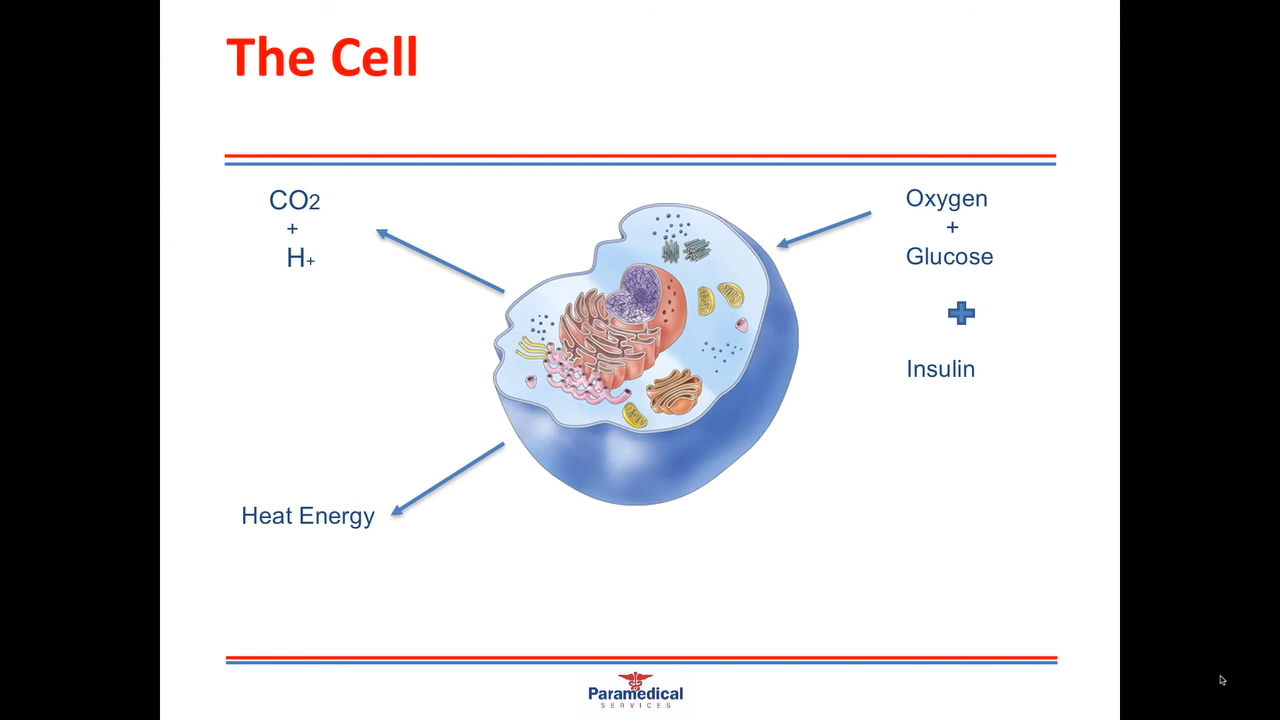 The Cell
CO2
+
H+
Oxygen
+
Glucose
Insulin
Heat Energy
Paramedical
SERVICES